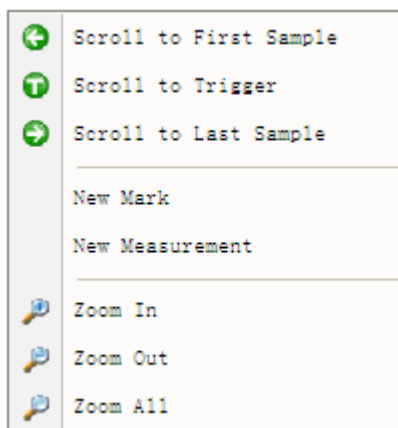 Scroll to First Sample
T
Scroll to Trigger
Scroll to Last Sample
New Mark
New Measurement
Zoom In
Zoom Out
Zoom All